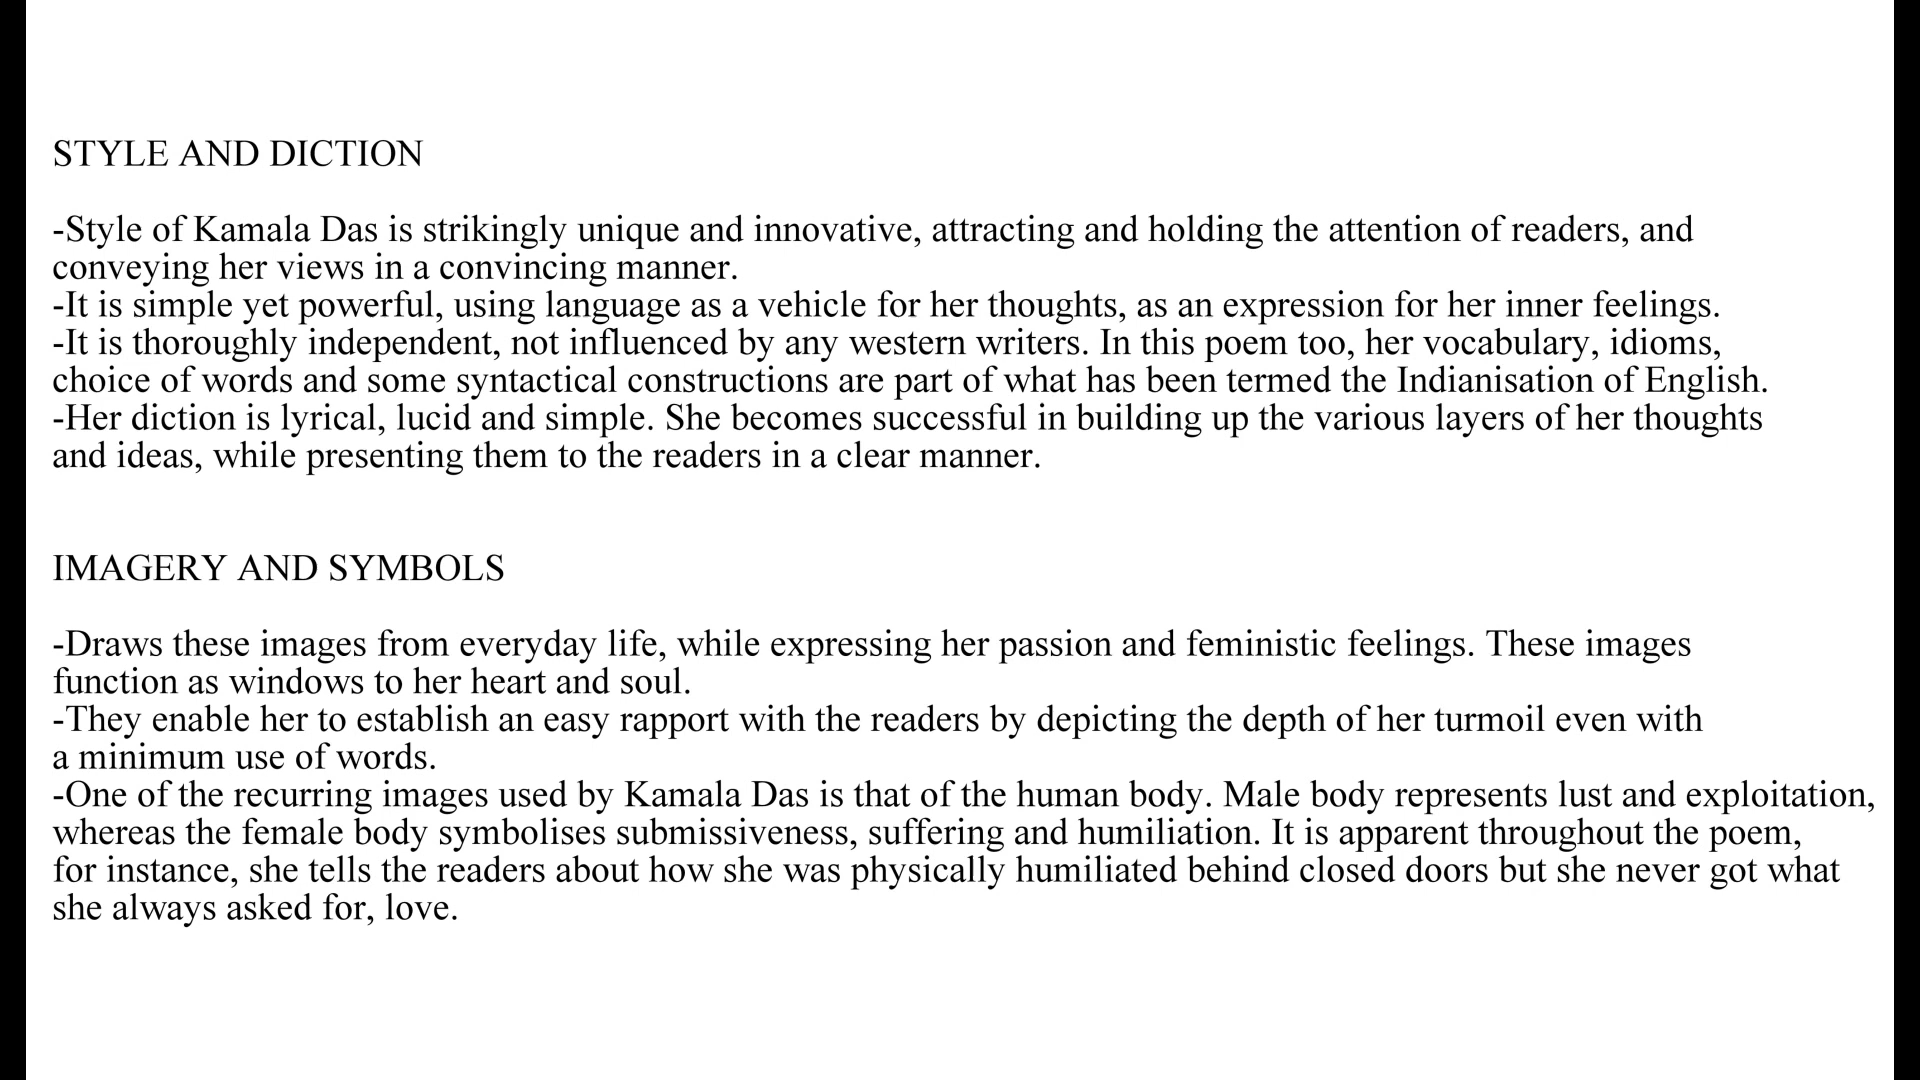 STYLE AND DICTION
-Style of Kamala Das is strikingly unique and innovative, attracting and holding the attention of readers, and
conveying her views in a convincing manner.
-It is simple yet powerful, using language as a vehicle for her thoughts, as an expression for her inner feelings.
-It is thoroughly independent, not influenced by any western writers. In this poem too, her vocabulary, idioms,
choice of words and some syntactical constructions are part of what has been termed the Indianisation of English.
-Her diction is lyrical, lucid and simple. She becomes successful in building up the various layers of her thoughts
and ideas, while presenting them to the readers in a clear manner.
IMAGERY AND SYMBOLS
-Draws these images from everyday life, while expressing her passion and feministic feelings. These images
function as windows to her heart and soul.
-They enable her to establish an easy rapport with the readers by depicting the depth of her turmoil even with
a minimum use of words.
-One of the recurring images used by Kamala Das is that of the human body. Male body represents lust and exploitation,
whereas the female body symbolises submissiveness, suffering and humiliation. It is apparent throughout the poem,
for instance, she tells the readers about how she was physically humiliated behind closed doors but she never got what
she always asked for, love.